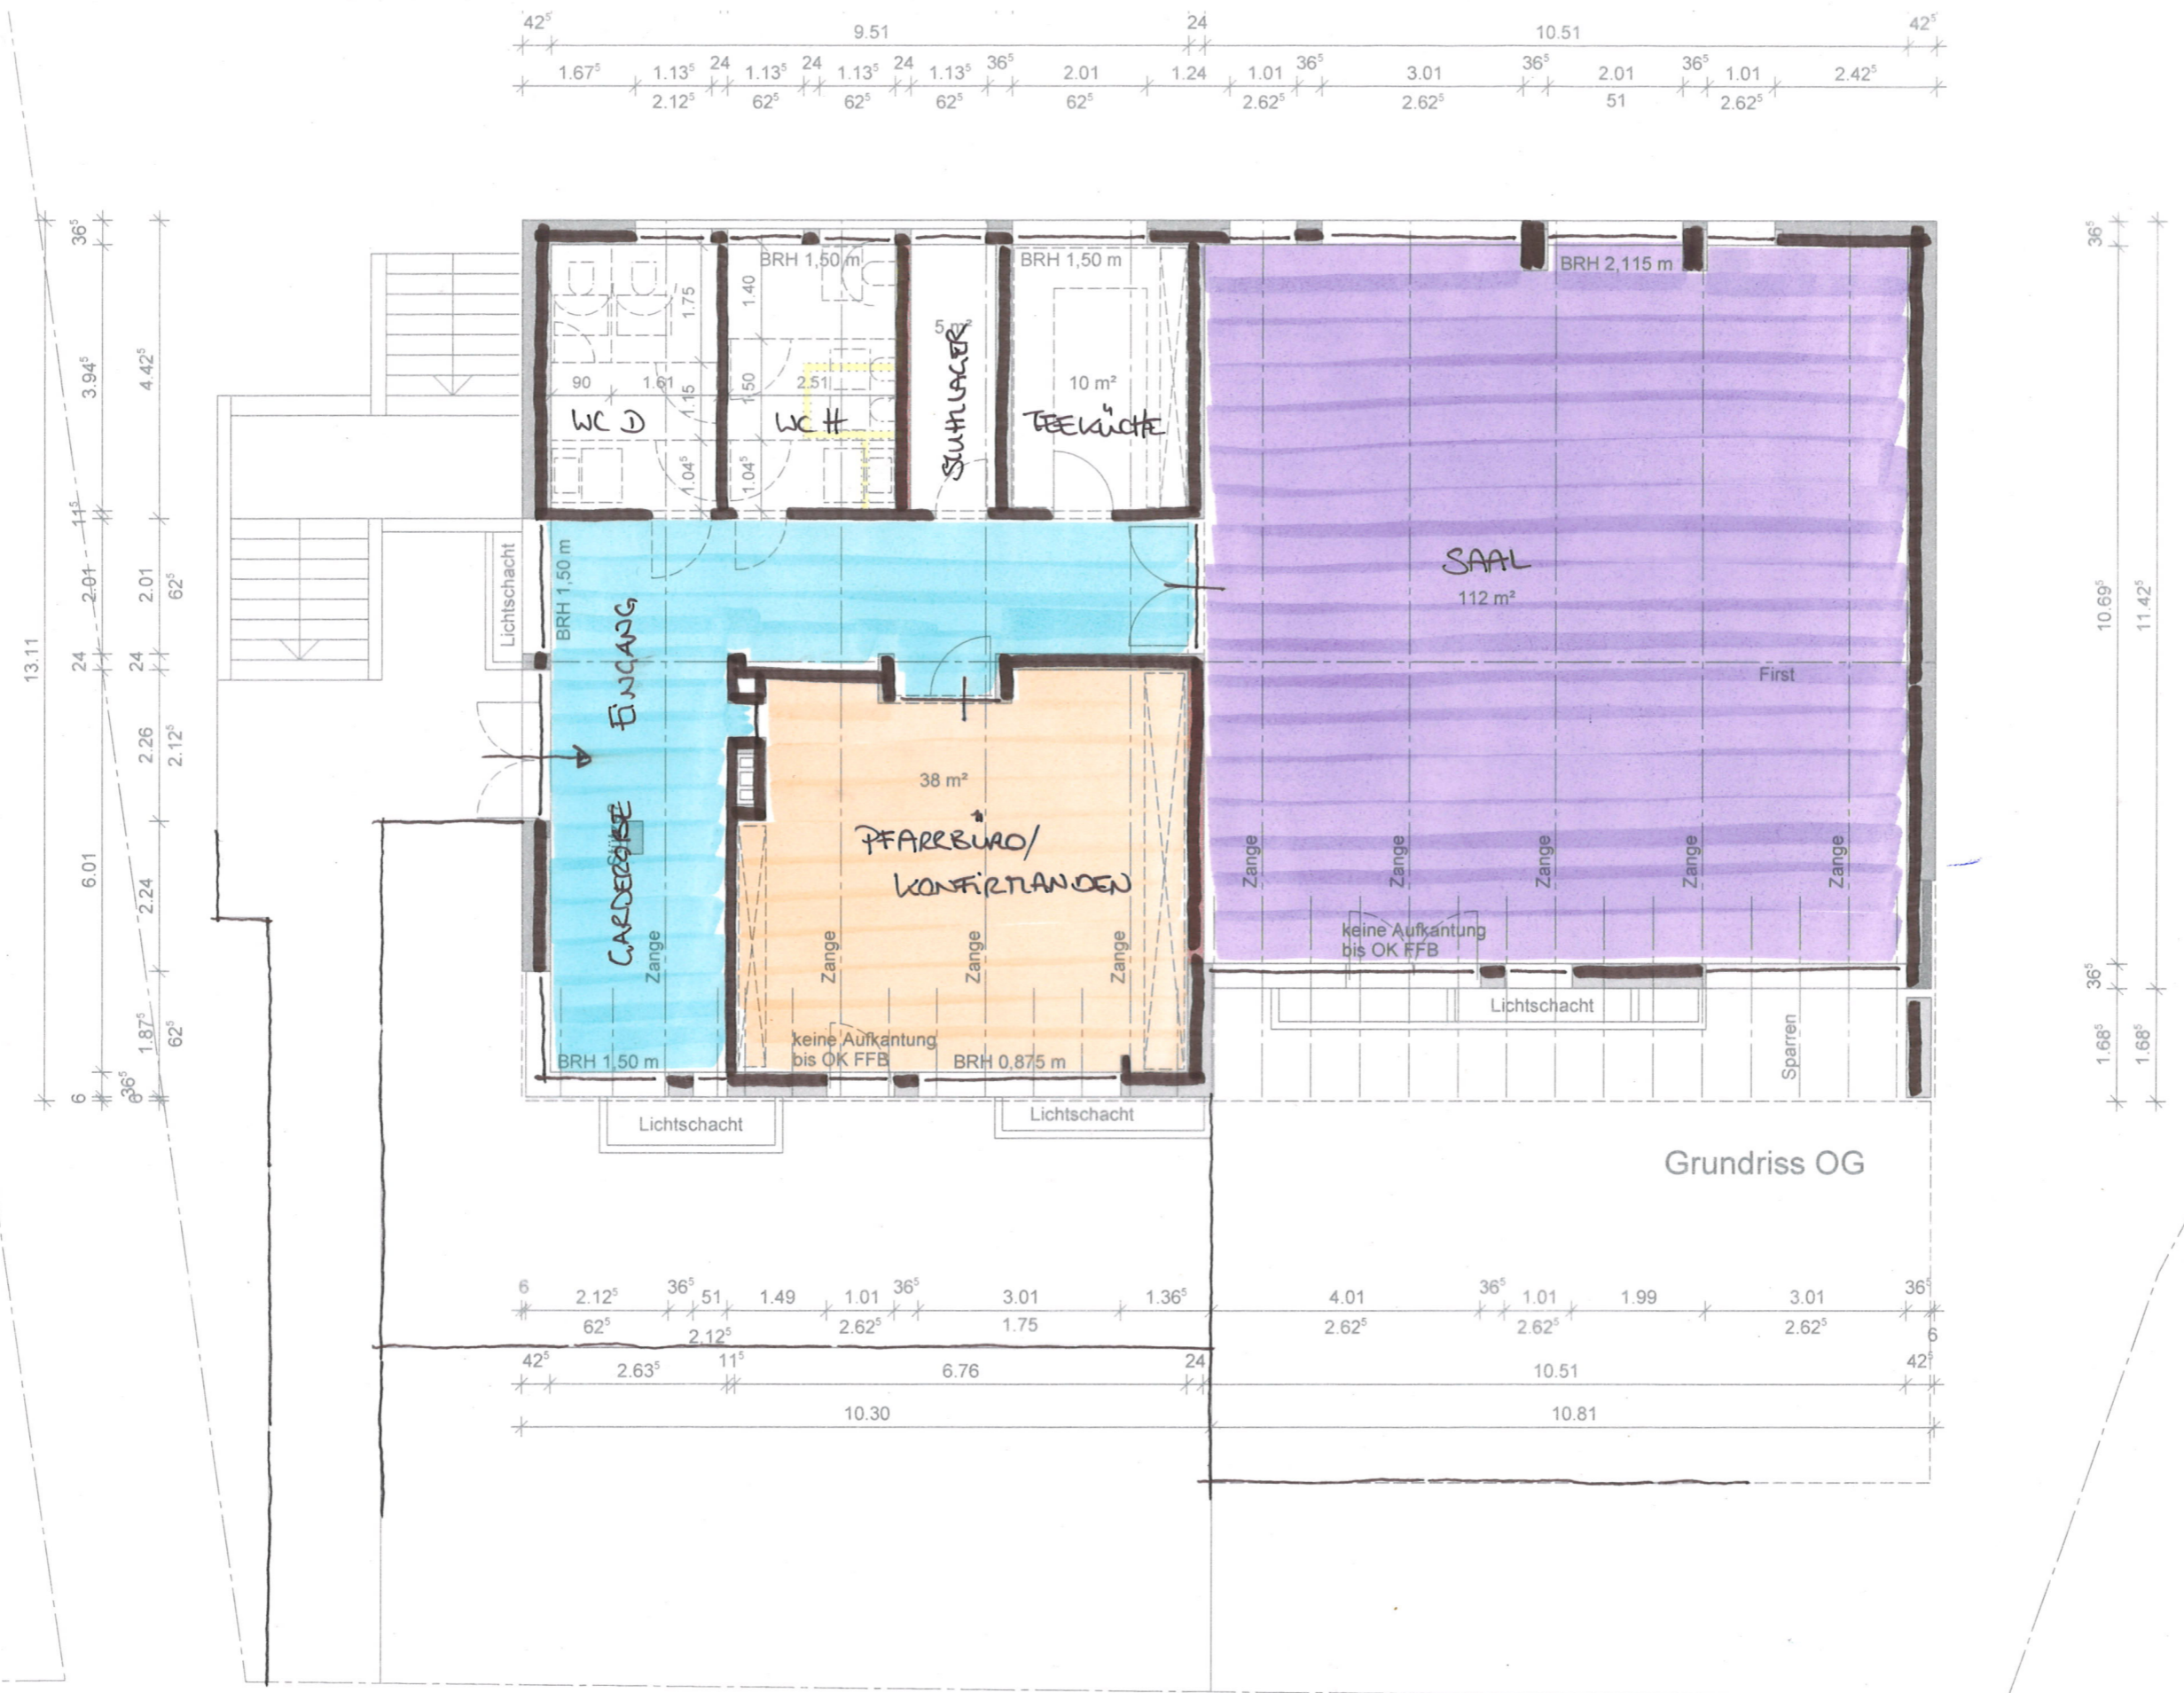 42⁵ 9.51 24 10.51 42⁵
1.67⁵ 1.13⁵ 24 1.13⁵ 24 1.13⁵ 24 1.13⁵ 36⁵ 2.01 1.24 1.01 36⁵ 3.01 36⁵ 2.01 36⁵ 1.01 2.42⁵
2.12⁵ 62⁵ 62⁵ 62⁵ 62⁵ 2.62⁵ 2.62⁵ 51 2.62⁵
13.11
36⁵ 3.94⁵ 11⁵ 2.01 24 6.01 6
4.42⁵ 2.01 24 2.26 2.24 1.87⁵ 36⁵ 6
62⁵ 2.12⁵ 62⁵
BRH 1,50 m
BRH 1,50 m
BRH 2,115 m
1.75
1.40
5 m²
90
1.61
1.15
1.50
2.51
10 m²
WC D
WC H
STUHLLAGER
TEEKÜCHE
1.04⁵
1.04⁵
Lichtschacht
BRH 1,50 m
EINGANG
SAAL
112 m²
First
GARDEROBE
38 m²
PFARRBÜRO/
KONFIRMANDEN
Zange
Zange
Zange
Zange
Zange
Zange
Zange
Zange
Zange
keine Aufkantung
bis OK FFB
keine Aufkantung
bis OK FFB
BRH 1,50 m
BRH 0,875 m
Lichtschacht
Sparren
Lichtschacht
Lichtschacht
36⁵ 10.69⁵ 36⁵ 1.68⁵
11.42⁵ 1.68⁵
Grundriss OG
6 2.12⁵ 36⁵ 51 1.49 1.01 36⁵ 3.01 1.36⁵ 4.01 36⁵ 1.01 1.99 3.01 36⁵
62⁵ 2.12⁵ 2.62⁵ 1.75 2.62⁵ 2.62⁵ 2.62⁵ 6
42⁵ 2.63⁵ 11⁵ 6.76 24 10.51 42⁵
10.30 10.81